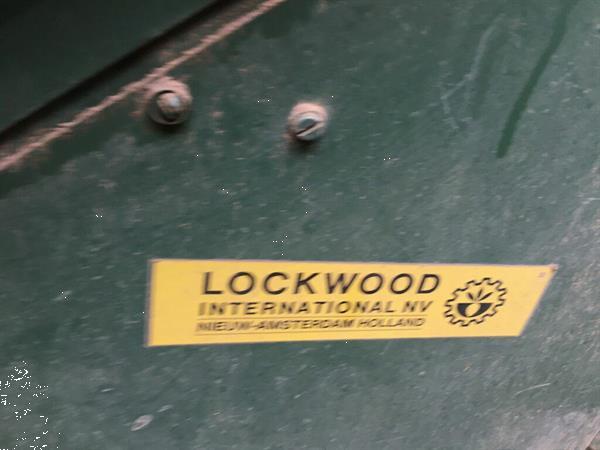 LOCKWOOD
INTERNATIONAL NV
NIEUW-AMSTERDAM HOLLAND